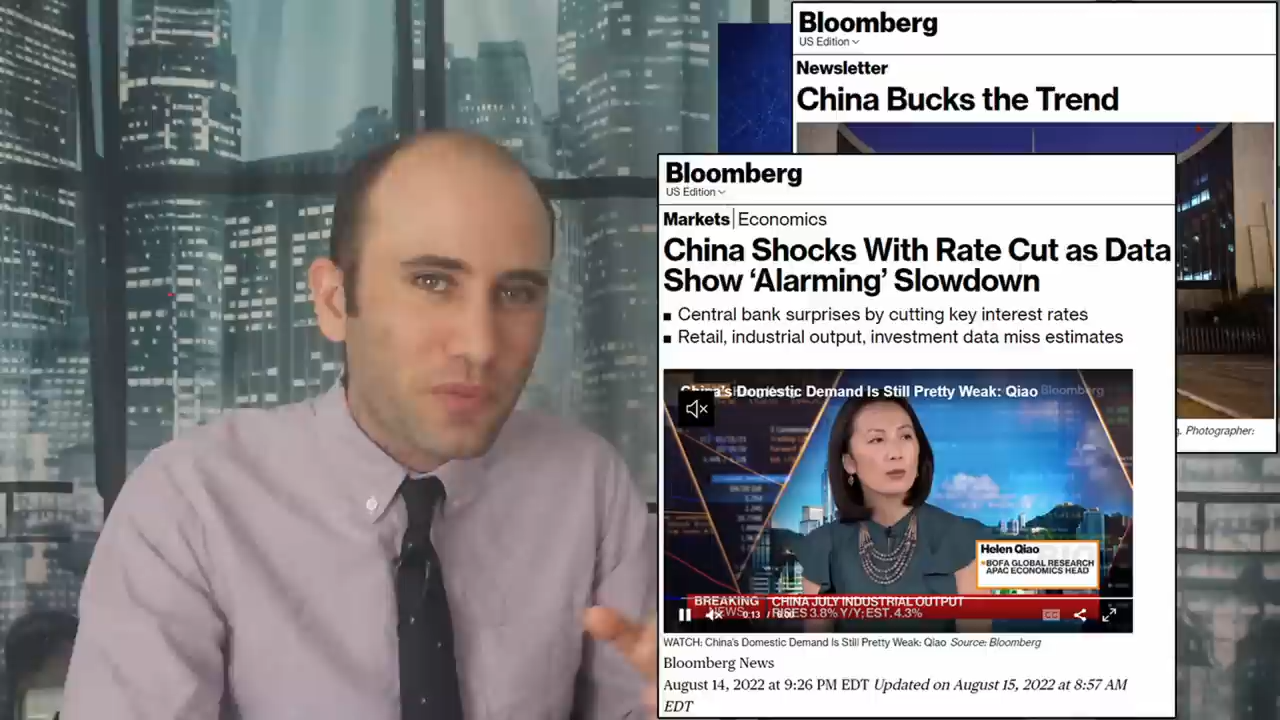 Bloomberg
US Edition
Newsletter
China Bucks the Trend
Photographer:
Bloomberg
US Edition
Markets | Economics
China Shocks With Rate Cut as Data
Show ‘Alarming’ Slowdown
▪ Central bank surprises by cutting key interest rates
▪ Retail, industrial output, investment data miss estimates
China's Domestic Demand Is Still Pretty Weak: Qiao
Bloomberg
Helen Qiao
BOFA GLOBAL RESEARCH
APAC ECONOMICS HEAD
BREAKING
NEWS
CHINA JULY INDUSTRIAL OUTPUT
RISES 3.8% Y/Y; EST. 4.3%
0:13 /
CC
WATCH: China's Domestic Demand Is Still Pretty Weak: Qiao Source: Bloomberg
Bloomberg News
August 14, 2022 at 9:26 PM EDT Updated on August 15, 2022 at 8:57 AM
EDT